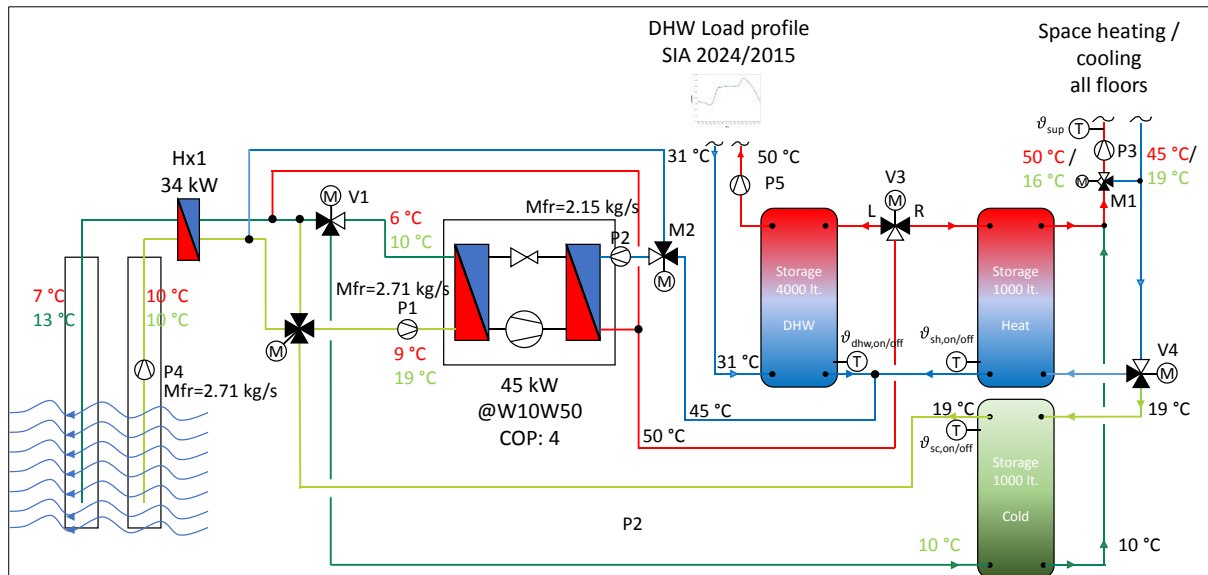 DHW Load profile
SIA 2024/2015
Space heating /
cooling
all floors
Hx1
34 kW
7 °C
13 °C
10 °C
10 °C
P4
Mfr=2.71 kg/s
M
V1
M
6 °C
10 °C
Mfr=2.71 kg/s
P1
9 °C
19 °C
Mfr=2.15 kg/s
P2
M2
M
45 kW
@W10W50
COP: 4
31 °C
50 °C
P5
V3
M
L
R
Storage
4000 lt.
DHW
31 °C
ϑdhw,on/off
T
45 °C
50 °C
Storage
1000 lt.
Heat
ϑsh,on/off
T
ϑsup
T
P3
50 °C/
16 °C
45 °C/
19 °C
M
M1
V4
M
19 °C
19 °C
T
ϑsc,on/off
Storage
1000 lt.
Cold
P2
10 °C
10 °C